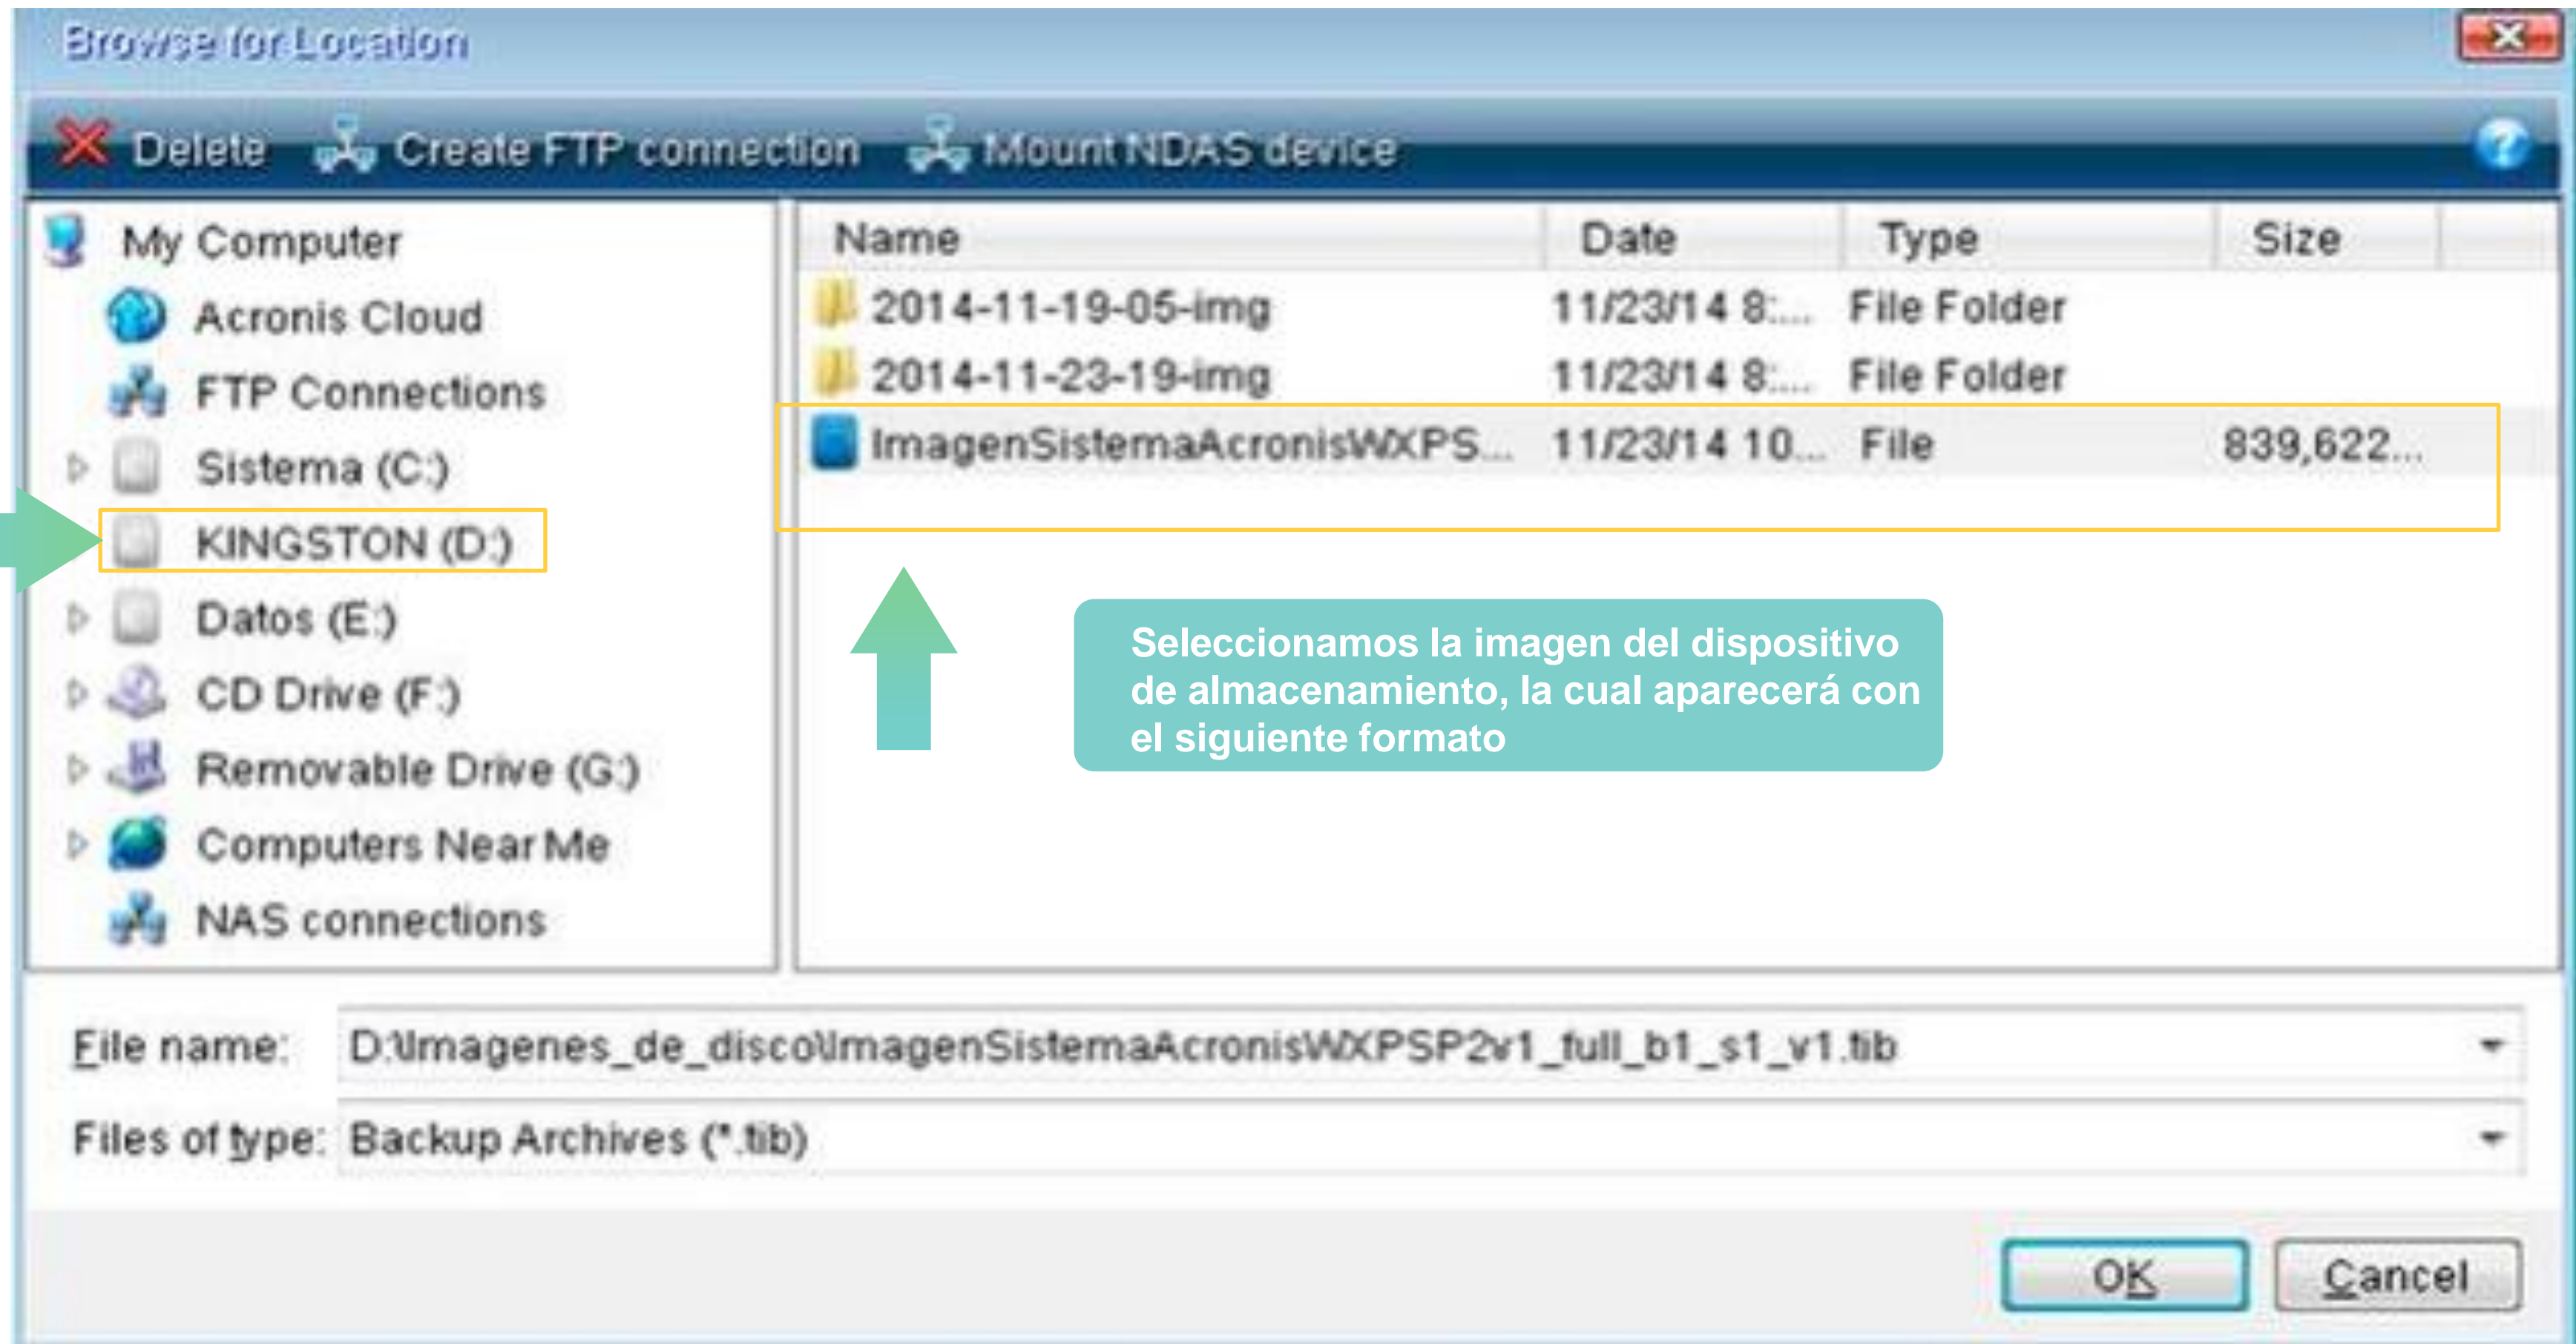 Browse for Location
Delete Create FTP connection Mount NDAS device
My Computer
Acronis Cloud
FTP Connections
Sistema (C:)
KINGSTON (D:)
Datos (E:)
CD Drive (F:)
Removable Drive (G:)
Computers Near Me
NAS connections
Name Date Type Size
2014-11-19-05-img 11/23/14 8:... File Folder
2014-11-23-19-img 11/23/14 8:... File Folder
ImagenSistemaAcronisWXPS... 11/23/14 10... File 839,622...
Seleccionamos la imagen del dispositivo
de almacenamiento, la cual aparecerá con
el siguiente formato
File name: D:\Imagenes_de_disco\ImagenSistemaAcronisWXPSP2v1_full_b1_s1_v1.tib
Files of type: Backup Archives (*.tib)
OK Cancel